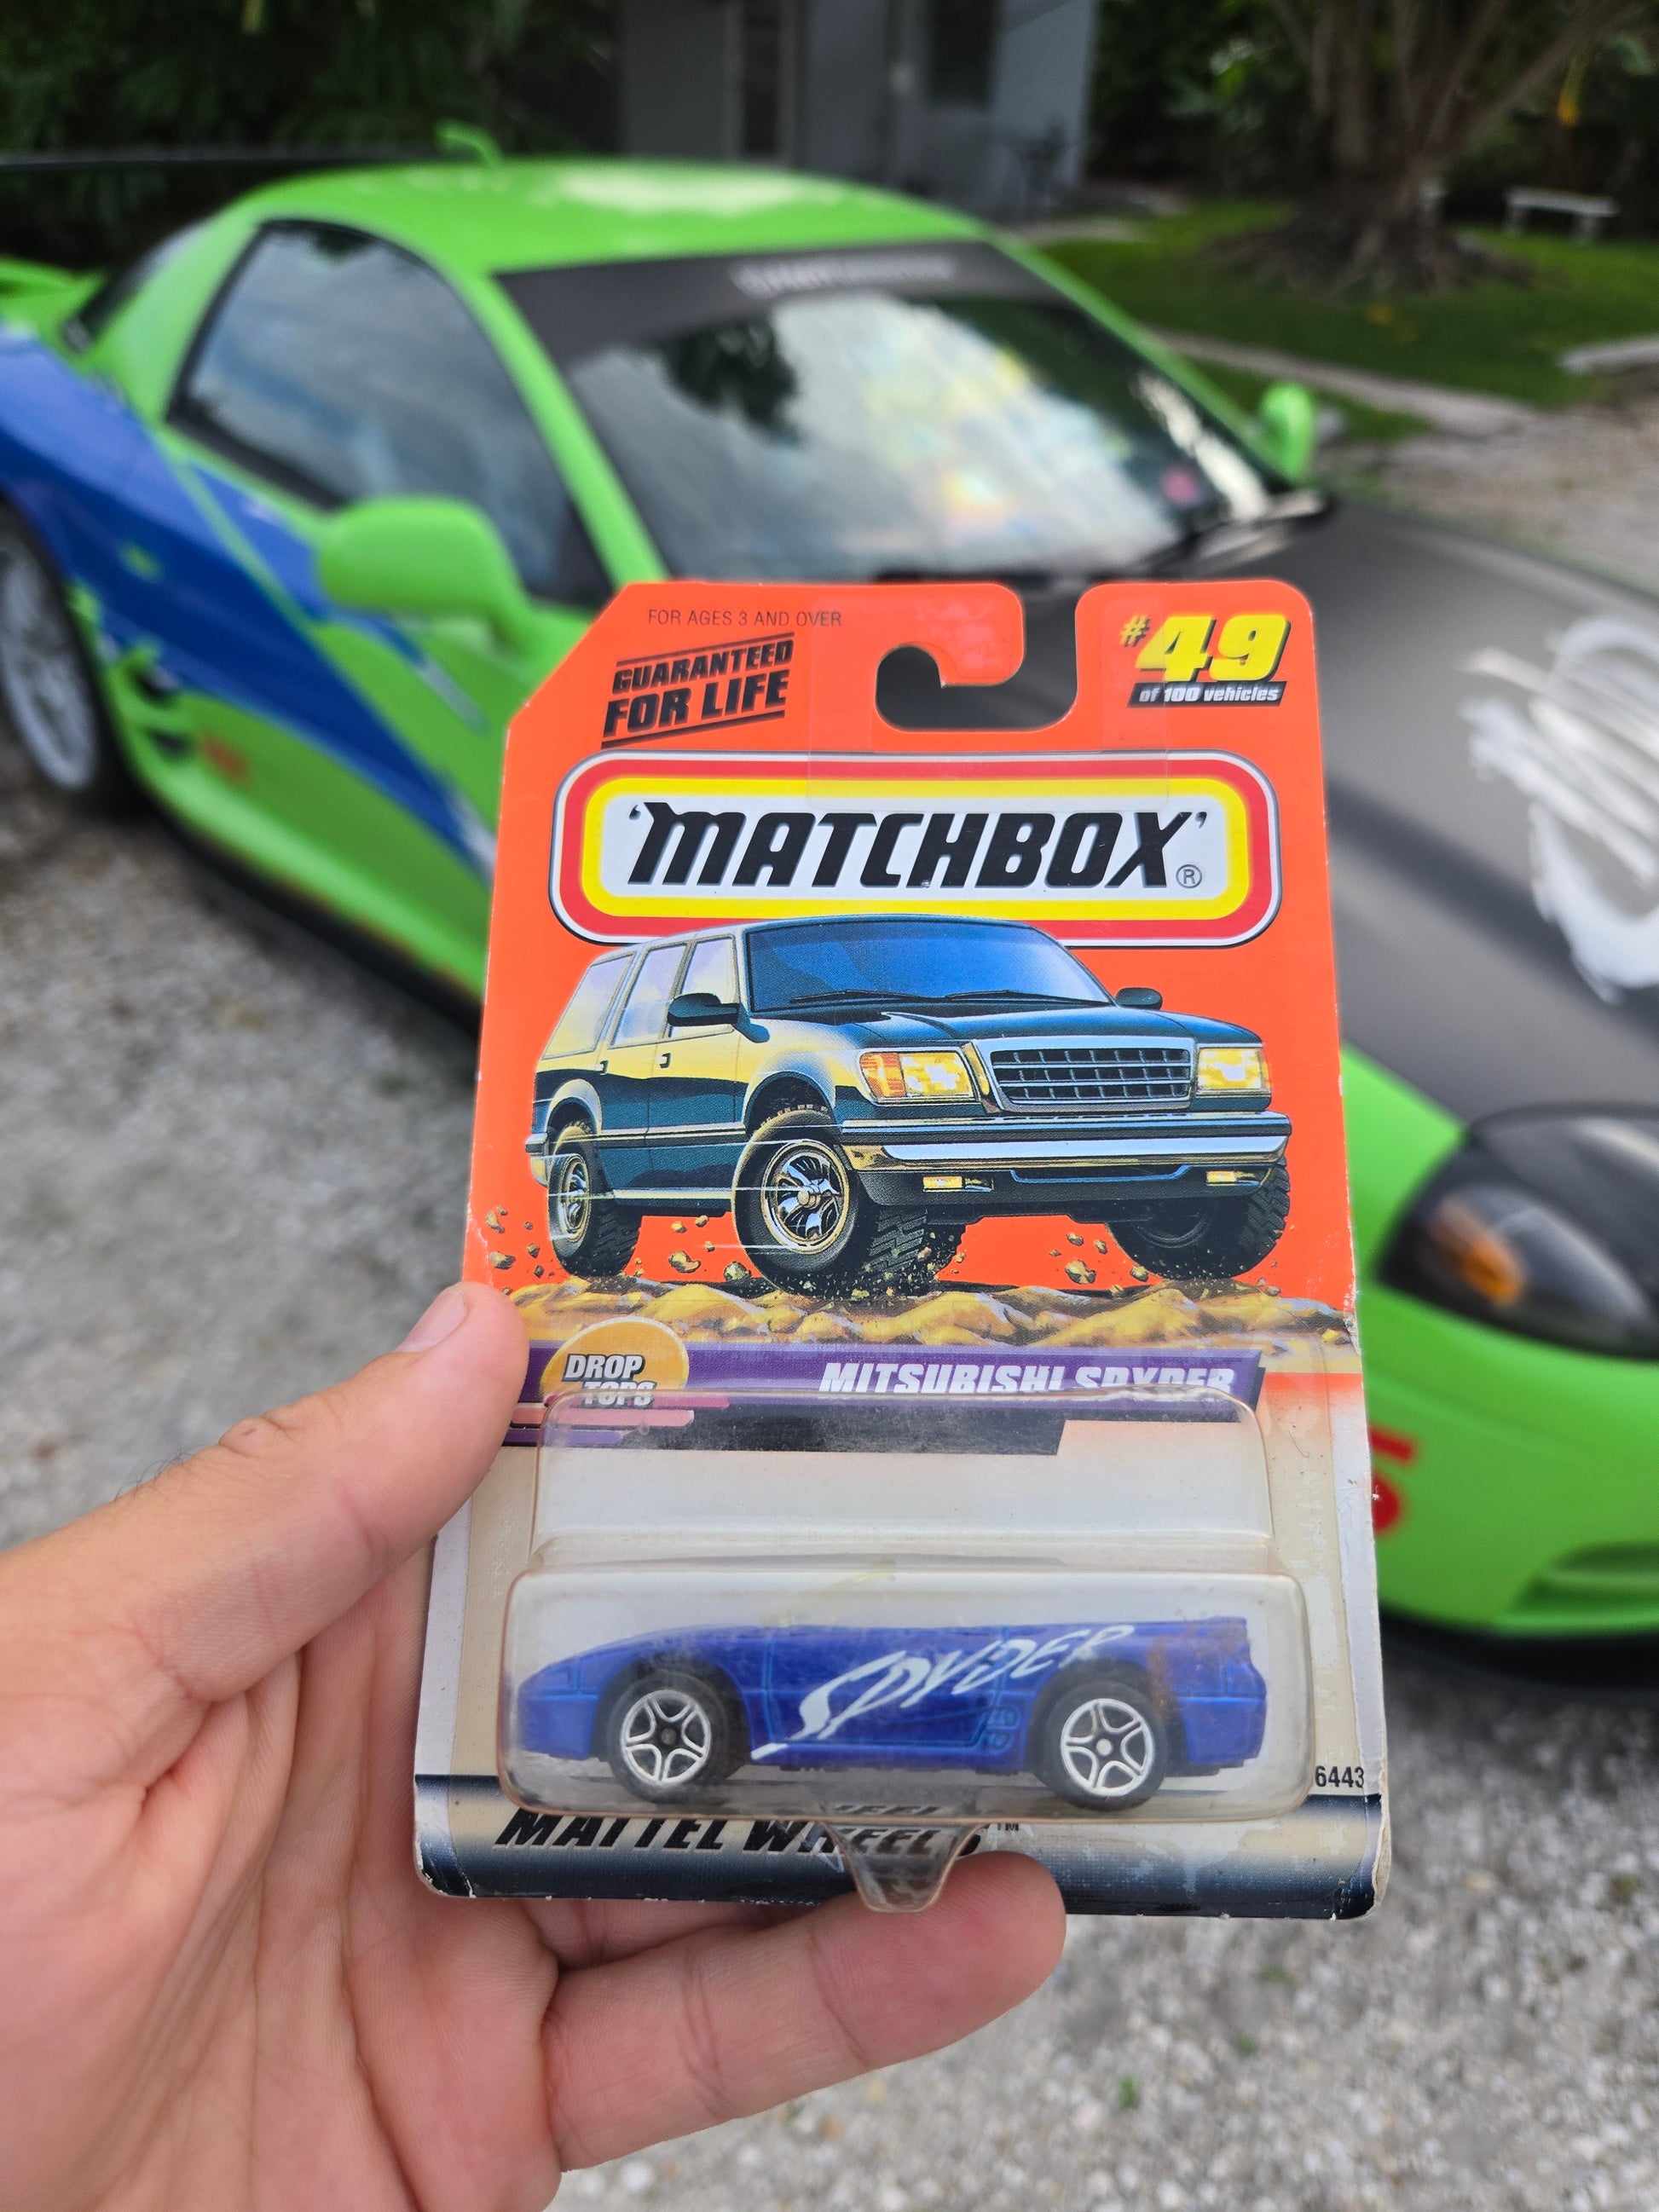 FOR AGES 3 AND OVER
GUARANTEED
FOR LIFE
#49
of 100 vehicles
'MATCHBOX'®
DROP
TOPS
MITSUBISHI SPYDER
SPYDER
6443
MATTEL WHEELS™